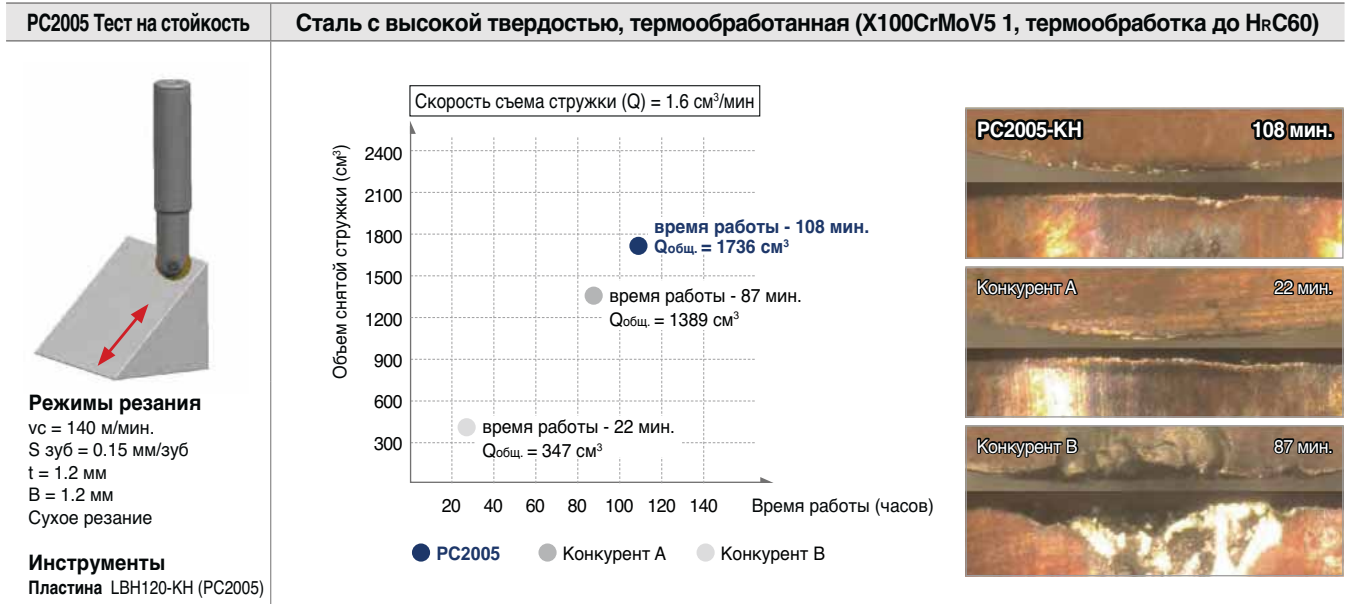 PC2005 Тест на стойкость
Сталь с высокой твердостью, термообработанная (X100CrMoV5 1, термообработка до HRC60)
Режимы резания
vc = 140 м/мин.
S зуб = 0.15 мм/зуб
t = 1.2 мм
B = 1.2 мм
Сухое резание
Инструменты
Пластина LBH120-KH (PC2005)
Скорость съема стружки (Q) = 1.6 см³/мин
Объем снятой стружки (см³)
2400
2100
1800
1500
1200
900
600
300
время работы - 108 мин.
Qобщ. = 1736 см³
время работы - 87 мин.
Qобщ. = 1389 см³
время работы - 22 мин.
Qобщ. = 347 см³
20 40 60 80 100 120 140 Время работы (часов)
PC2005 Конкурент A Конкурент B
PC2005-KH 108 мин.
Конкурент A 22 мин.
Конкурент B 87 мин.